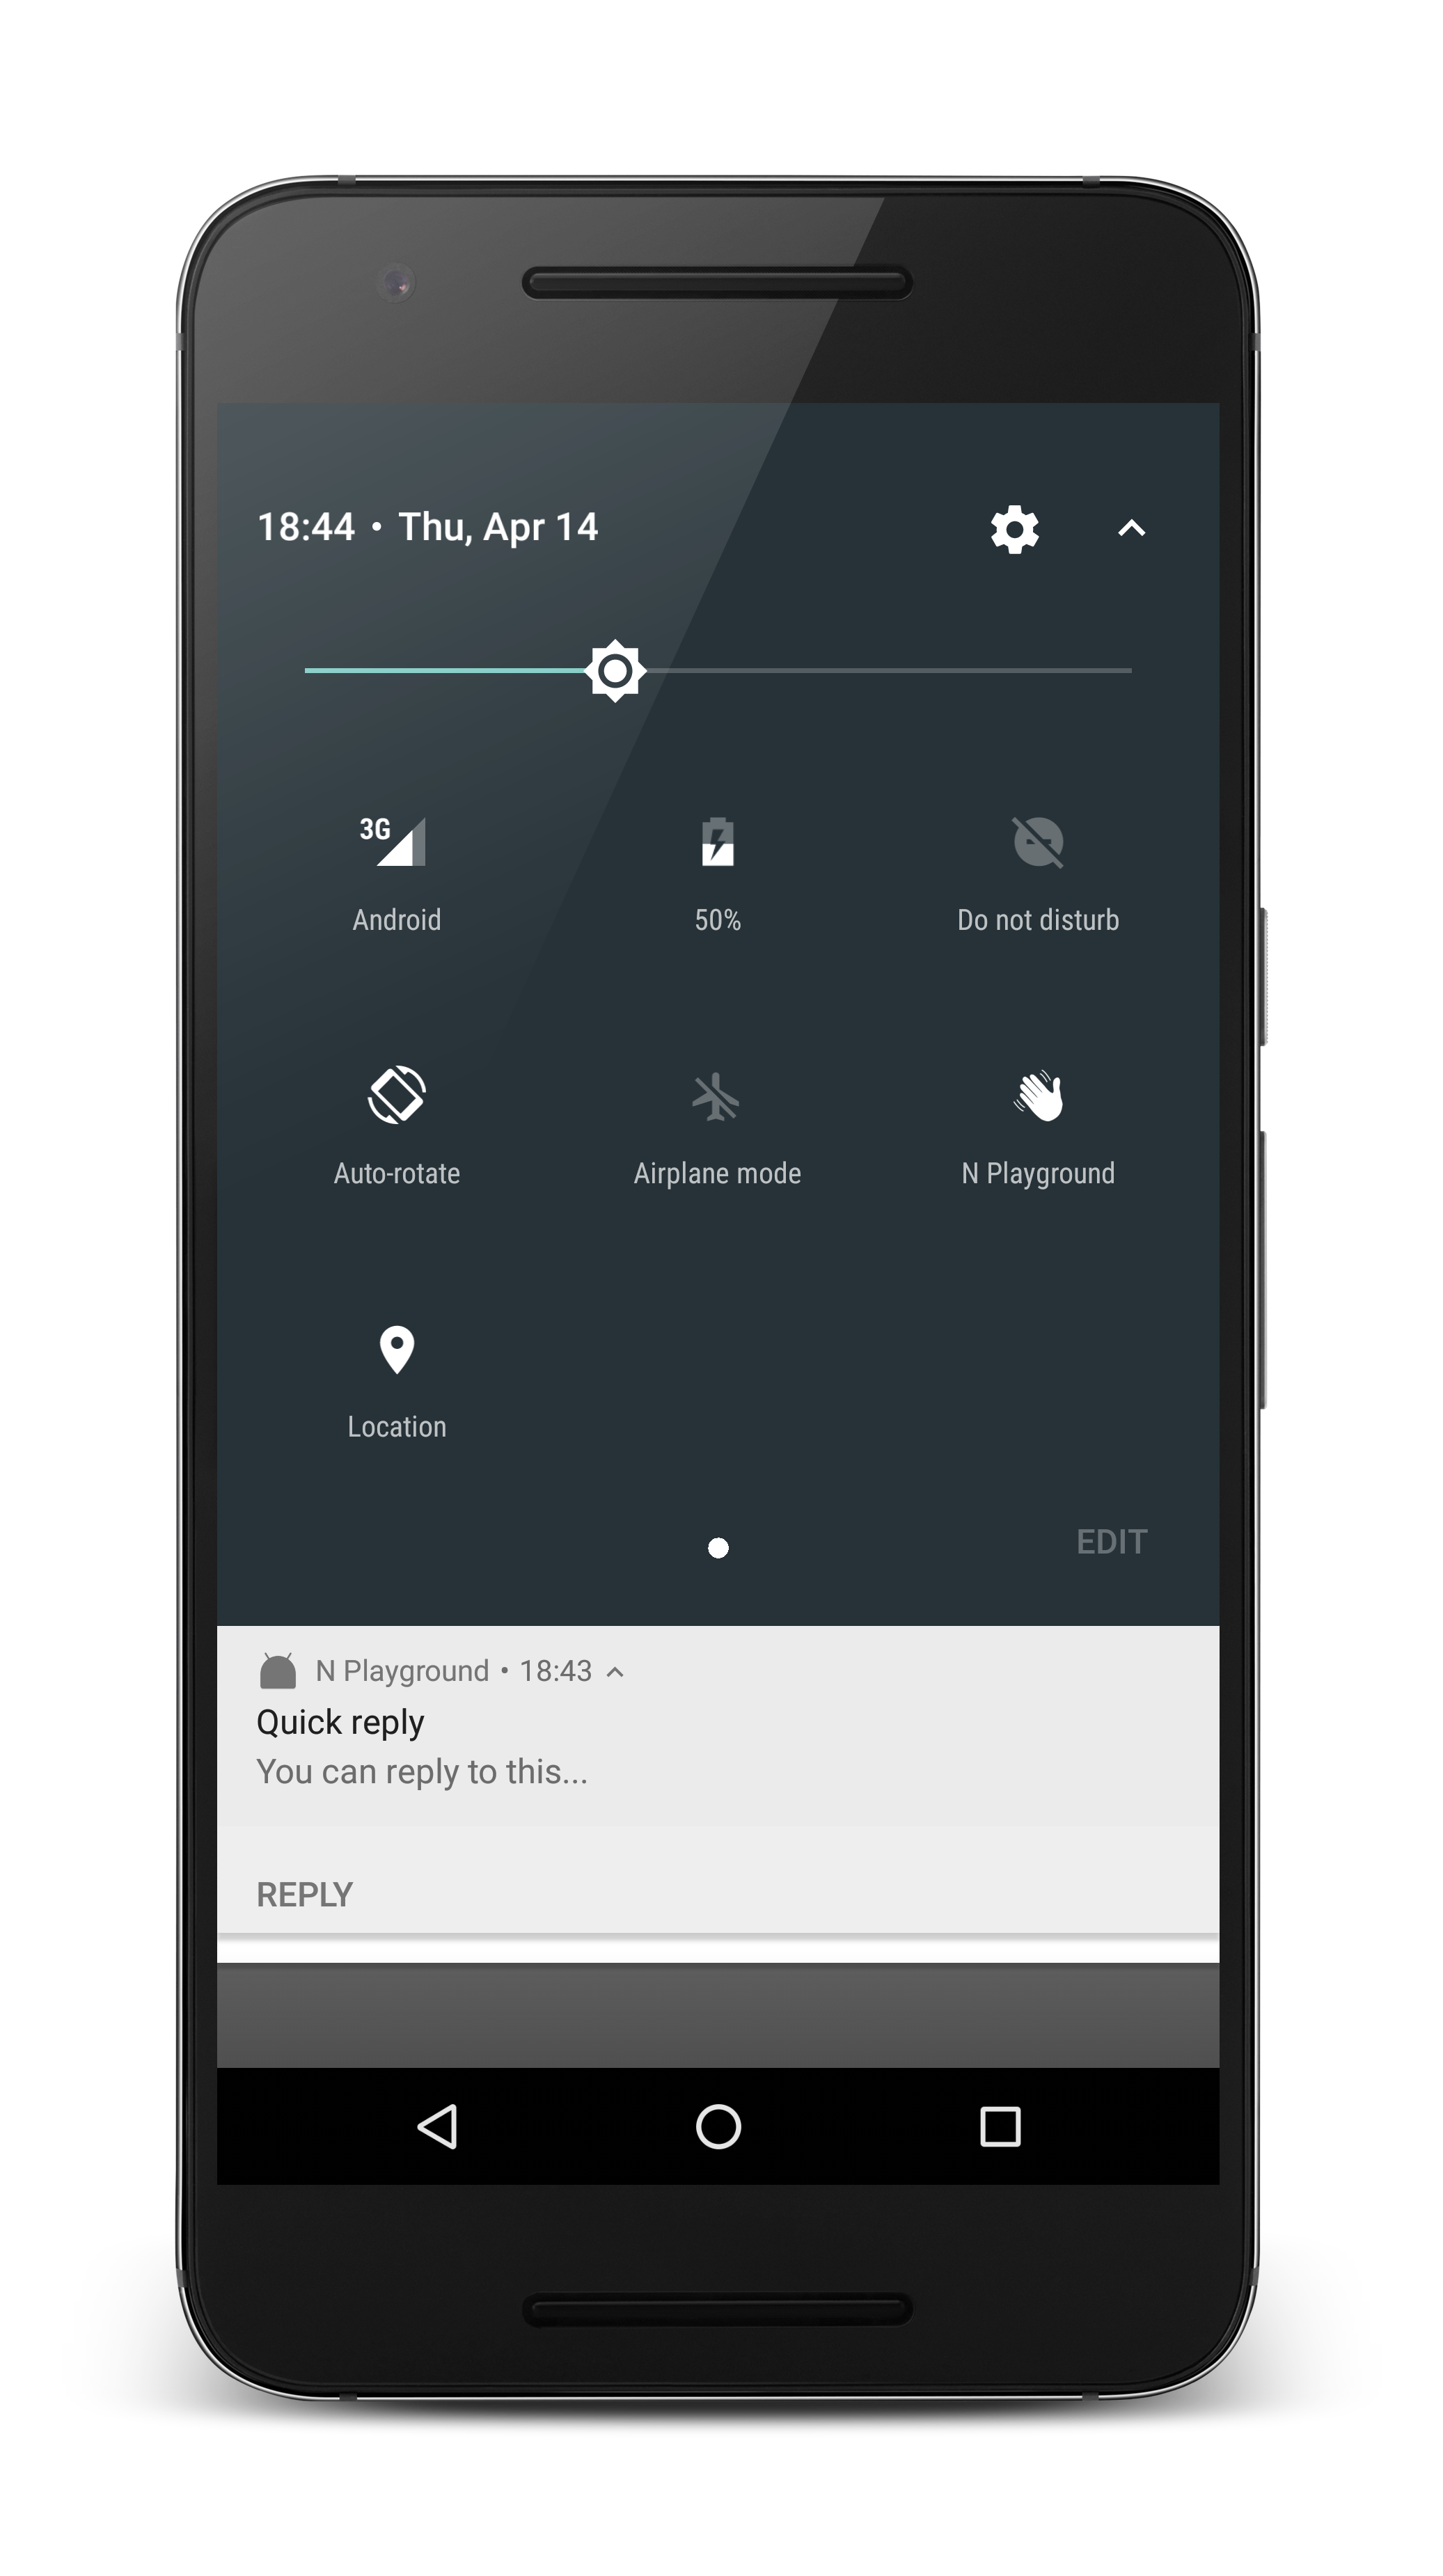 18:44 • Thu, Apr 14
3G
Android
50%
Do not disturb
Auto-rotate
Airplane mode
N Playground
Location
EDIT
N Playground • 18:43
Quick reply
You can reply to this...
REPLY